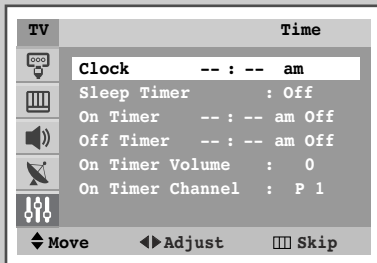 TV Time
Clock -- : -- am
Sleep Timer : Off
On Timer -- : -- am Off
Off Timer -- : -- am Off
On Timer Volume : 0
On Timer Channel : P 1
Move Adjust Skip